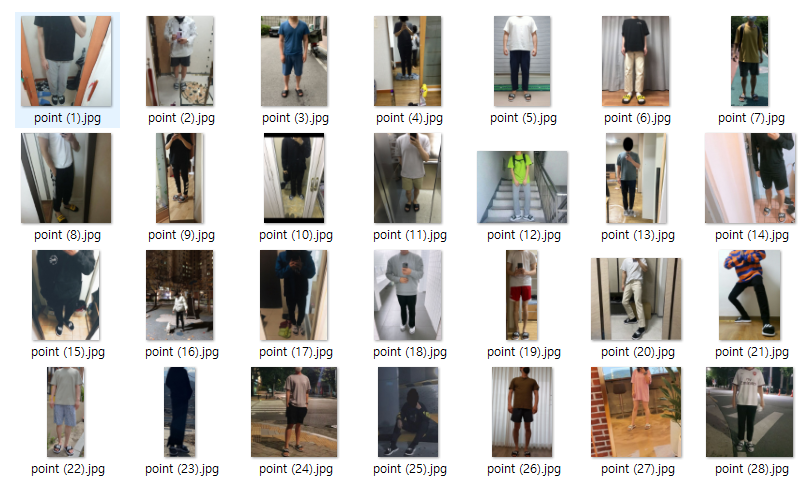 point (1).jpg
point (2).jpg
point (3).jpg
point (4).jpg
point (5).jpg
point (6).jpg
point (7).jpg
point (8).jpg
point (9).jpg
point (10).jpg
point (11).jpg
point (12).jpg
point (13).jpg
point (14).jpg
point (15).jpg
point (16).jpg
point (17).jpg
point (18).jpg
point (19).jpg
point (20).jpg
point (21).jpg
point (22).jpg
point (23).jpg
point (24).jpg
point (25).jpg
point (26).jpg
point (27).jpg
point (28).jpg